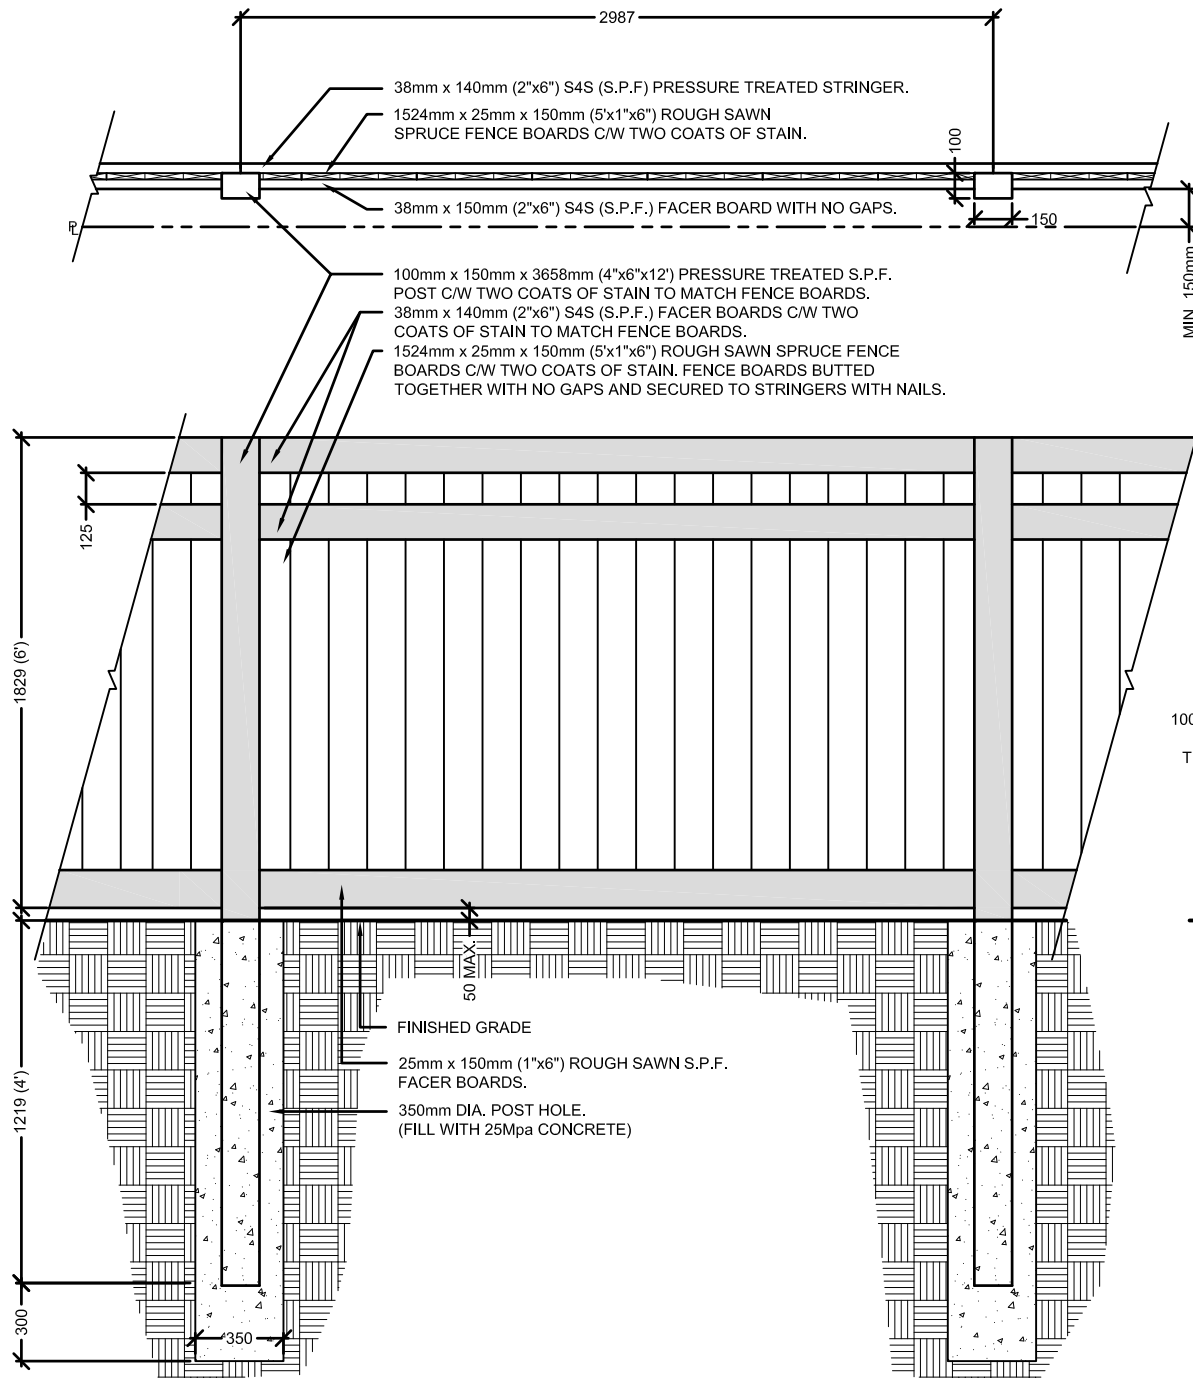 2987
38mm x 140mm (2"x6") S4S (S.P.F) PRESSURE TREATED STRINGER.
1524mm x 25mm x 150mm (5'x1"x6") ROUGH SAWN
SPRUCE FENCE BOARDS C/W TWO COATS OF STAIN.
100
38mm x 150mm (2"x6") S4S (S.P.F.) FACER BOARD WITH NO GAPS.
150
PL
MIN. 150mm
100mm x 150mm x 3658mm (4"x6"x12') PRESSURE TREATED S.P.F.
POST C/W TWO COATS OF STAIN TO MATCH FENCE BOARDS.
38mm x 140mm (2"x6") S4S (S.P.F.) FACER BOARDS C/W TWO
COATS OF STAIN TO MATCH FENCE BOARDS.
1524mm x 25mm x 150mm (5'x1"x6") ROUGH SAWN SPRUCE FENCE
BOARDS C/W TWO COATS OF STAIN. FENCE BOARDS BUTTED
TOGETHER WITH NO GAPS AND SECURED TO STRINGERS WITH NAILS.
125
1829 (6')
100
T
50 MAX.
FINISHED GRADE
25mm x 150mm (1"x6") ROUGH SAWN S.P.F.
FACER BOARDS.
350mm DIA. POST HOLE.
(FILL WITH 25Mpa CONCRETE)
1219 (4')
300
350